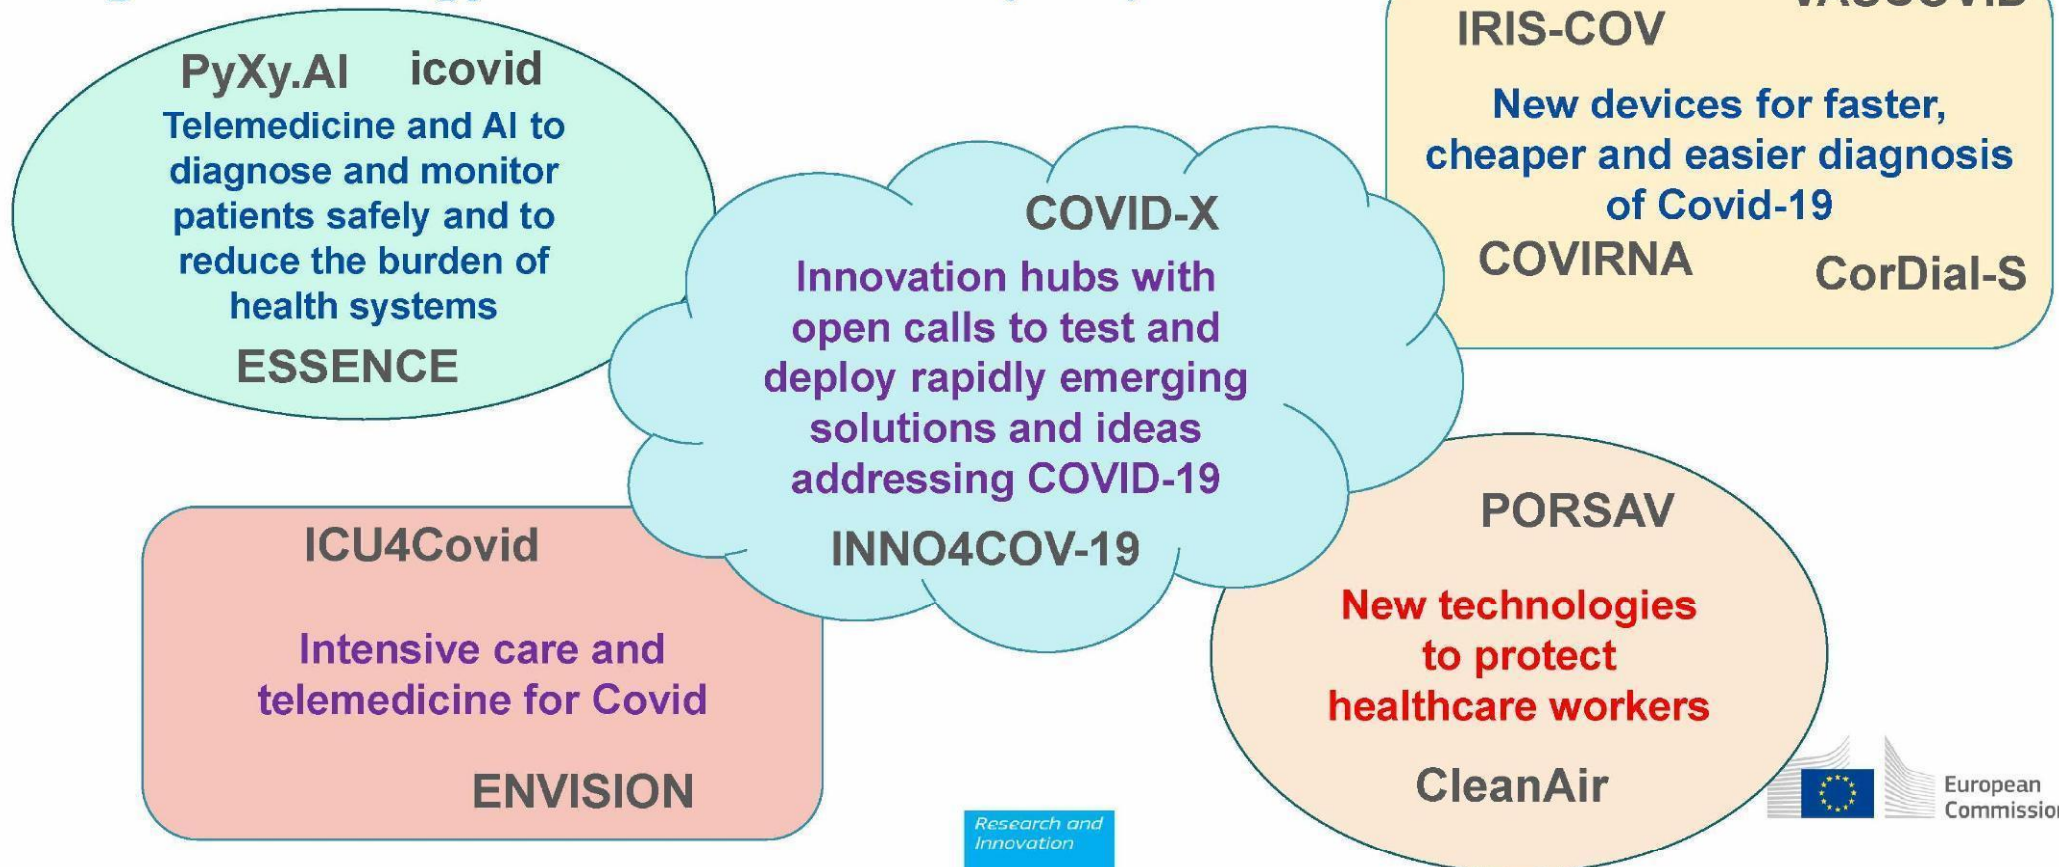 PyXy.AI icovid
Telemedicine and AI to
diagnose and monitor
patients safely and to
reduce the burden of
health systems
ESSENCE
COVID-X
Innovation hubs with
open calls to test and
deploy rapidly emerging
solutions and ideas
addressing COVID-19
INNO4COV-19
VASCOVID
IRIS-COV
New devices for faster,
cheaper and easier diagnosis
of Covid-19
COVIRNA
CorDial-S
ICU4Covid
Intensive care and
telemedicine for Covid
ENVISION
PORSAV
New technologies
to protect
healthcare workers
CleanAir
Research and
Innovation
European
Commission